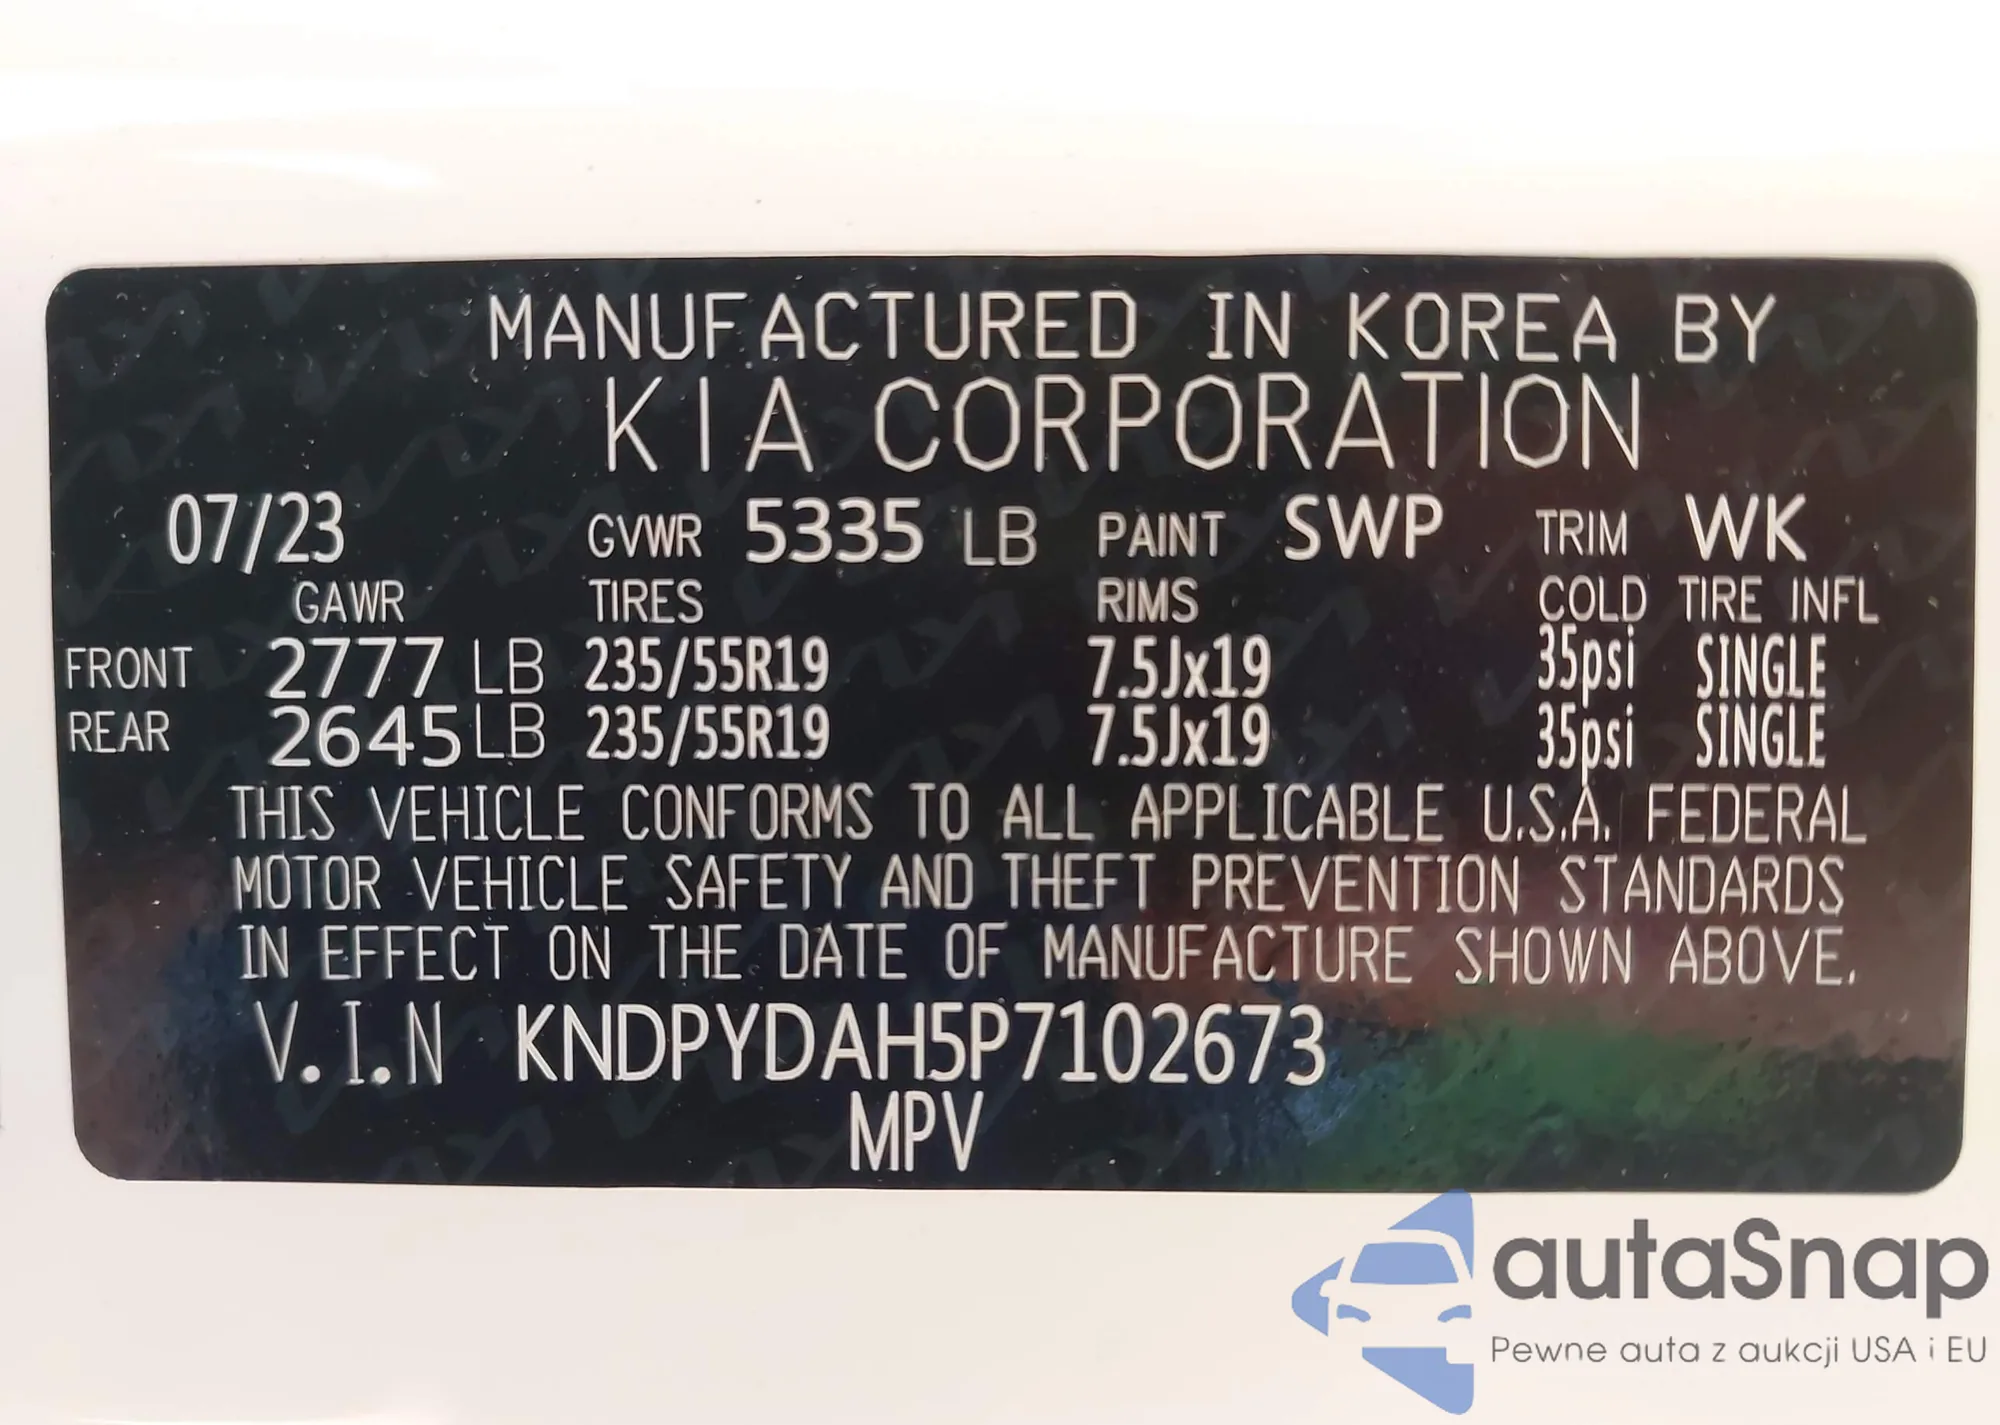 MANUFACTURED IN KOREA BY
KIA CORPORATION
07/23 GVWR 5335 LB PAINT SWP TRIM WK
GAWR TIRES RIMS COLD TIRE INFL
FRONT 2777 LB 235/55R19 7.5Jx19 35psi SINGLE
REAR 2645 LB 235/55R19 7.5Jx19 35psi SINGLE
THIS VEHICLE CONFORMS TO ALL APPLICABLE U.S.A. FEDERAL
MOTOR VEHICLE SAFETY AND THEFT PREVENTION STANDARDS
IN EFFECT ON THE DATE OF MANUFACTURE SHOWN ABOVE.
V.I.N KNDPYDAH5P7102673
MPV
autaSnap
Pewne auta z aukcji USA i EU